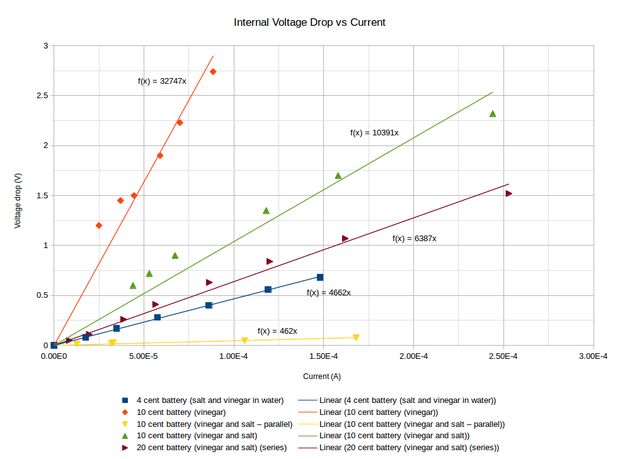 Internal Voltage Drop vs Current
3
2.5
2
1.5
1
0.5
0
Voltage drop (V)
f(x) = 32747x
f(x) = 10391x
f(x) = 6387x
f(x) = 4662x
f(x) = 462x
0.00E0 5.00E-5 1.00E-4 1.50E-4 2.00E-4 2.50E-4 3.00E-4
Current (A)
4 cent battery (salt and vinegar in water) Linear (4 cent battery (salt and vinegar in water))
10 cent battery (vinegar) Linear (10 cent battery (vinegar))
10 cent battery (vinegar and salt – parallel) Linear (10 cent battery (vinegar and salt – parallel))
10 cent battery (vinegar and salt) Linear (10 cent battery (vinegar and salt))
20 cent battery (vinegar and salt) (series) Linear (20 cent battery (vinegar and salt) (series))